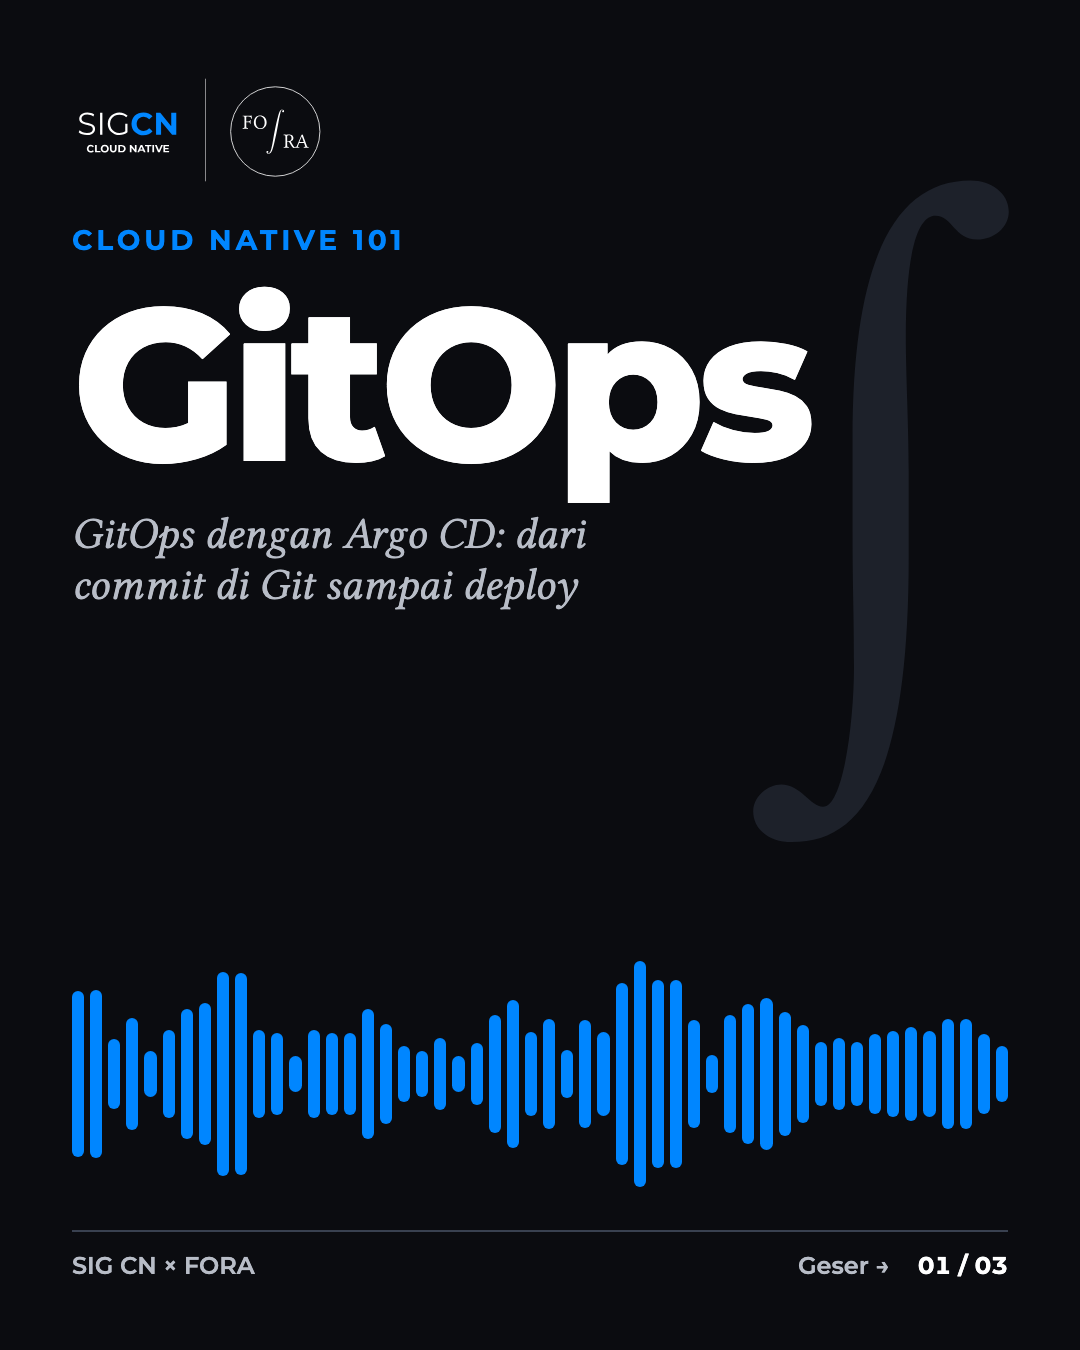 SIGCN
CLOUD NATIVE
FO∫RA
CLOUD NATIVE 101
GitOps
GitOps dengan Argo CD: dari
commit di Git sampai deploy
SIG CN × FORA
Geser → 01 / 03